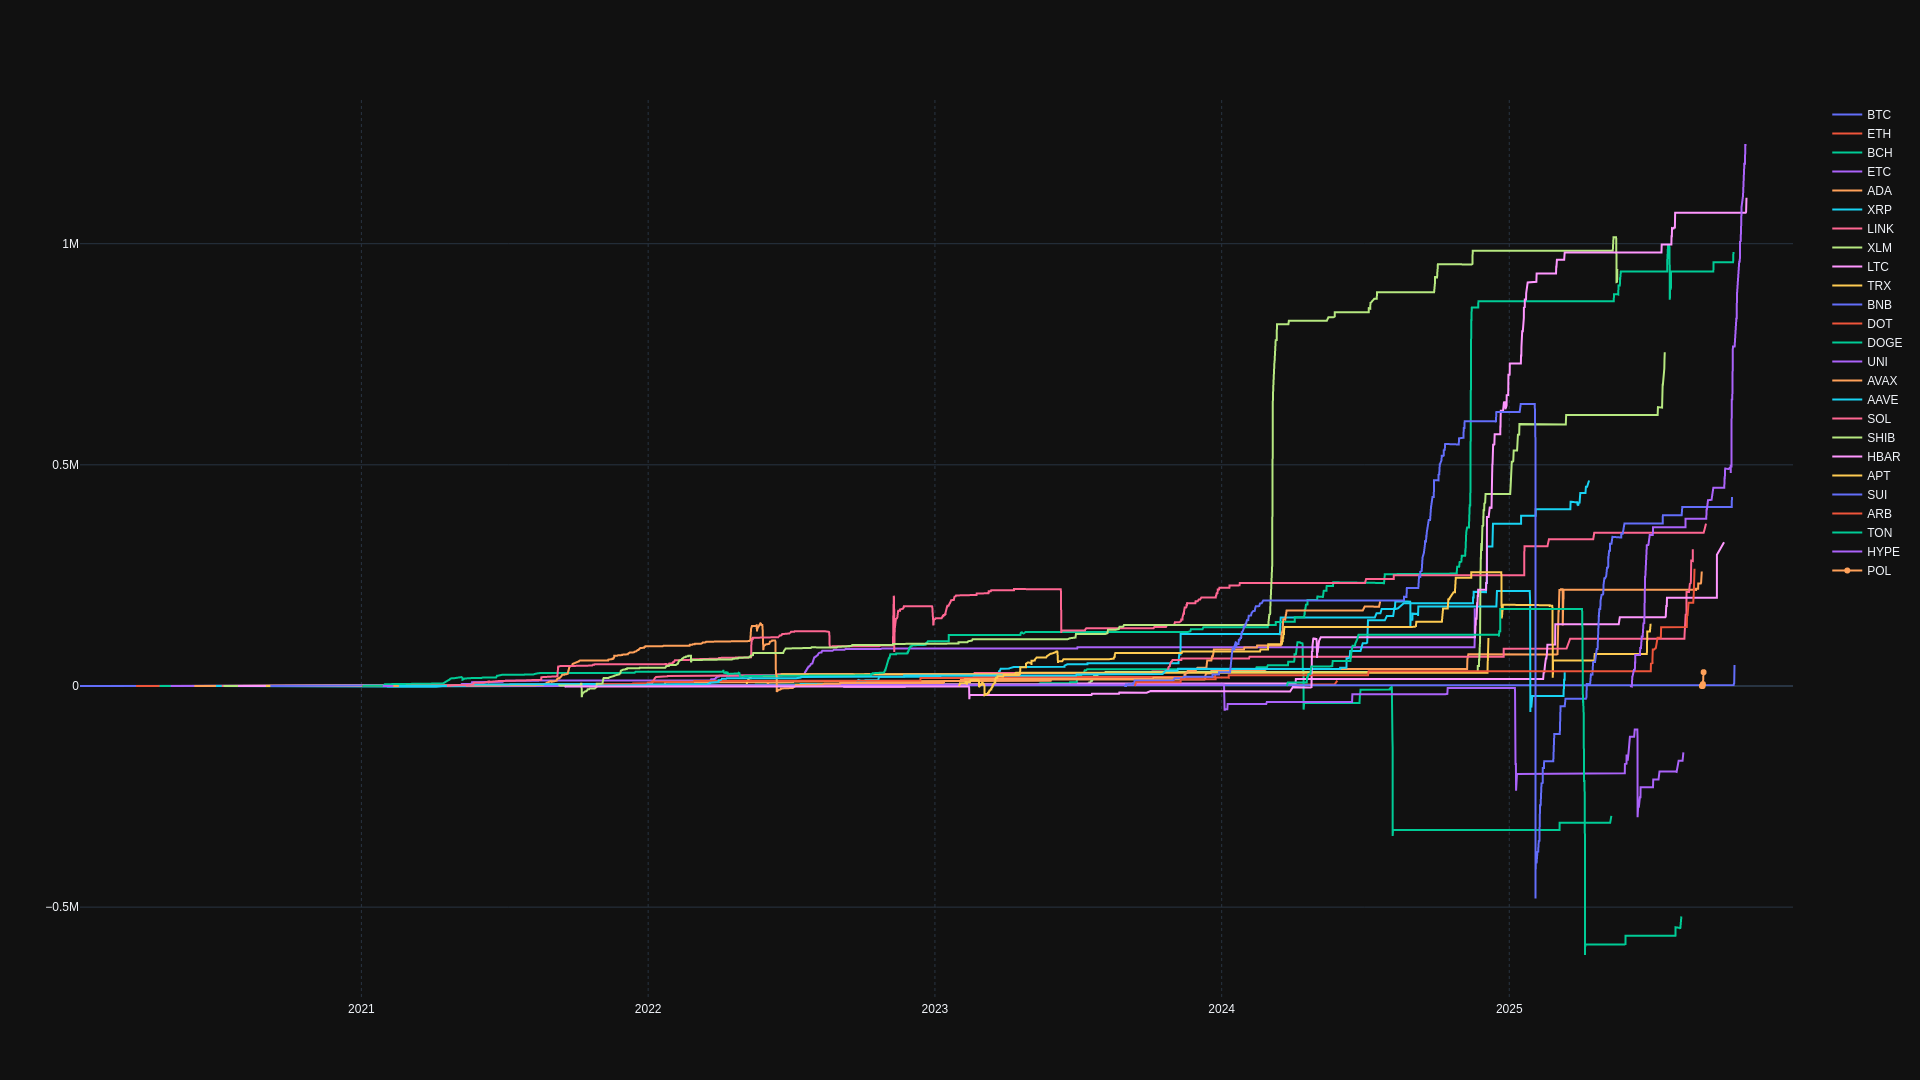 1M
0.5M
0
−0.5M
2021
2022
2023
2024
2025
BTC
ETH
BCH
ETC
ADA
XRP
LINK
XLM
LTC
TRX
BNB
DOT
DOGE
UNI
AVAX
AAVE
SOL
SHIB
HBAR
APT
SUI
ARB
TON
HYPE
POL